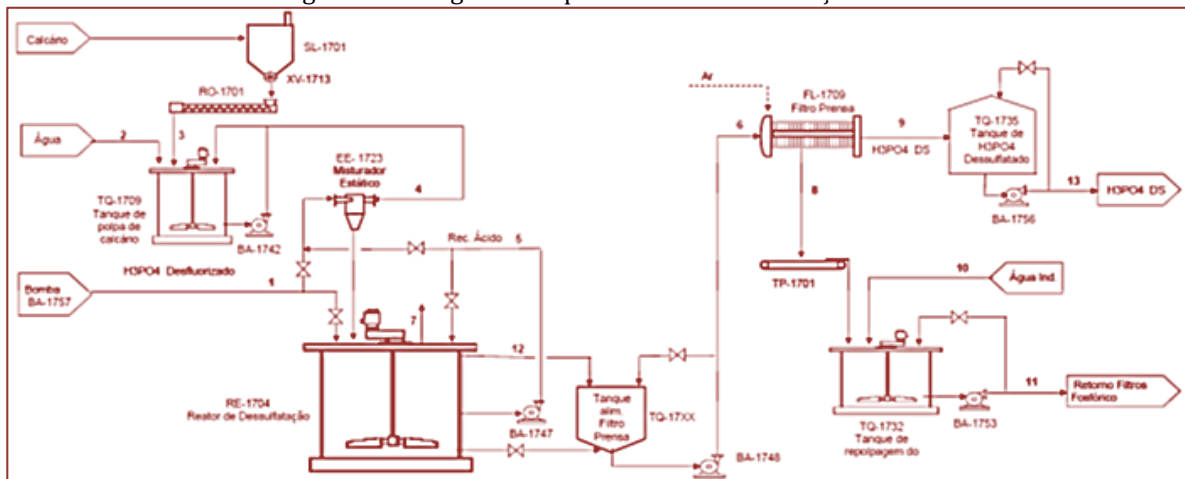 Calcário
SL-1701
XV-1713
RO-1701
Água
2
3
TQ-1709
Tanque de
polpa de
calcário
BA-1742
EE-1723
Misturador
Estático
4
Rec. Ácido
5
H3PO4 Desfluorizado
Bomba
BA-1757
1
7
12
RE-1704
Reator de Dessulfatação
BA-1747
Tanque
alim.
Filtro
Prensa
TQ-17XX
BA-1748
Ar
6
FL-1709
Filtro Prensa
9
H3PO4 DS
8
TQ-1735
Tanque de
H3PO4
Dessulfatado
BA-1756
13
H3PO4 DS
TP-1701
10
Água Ind.
11
Retorno Filtros
Fosfórico
BA-1753
TQ-1732
Tanque de
repolpagem do